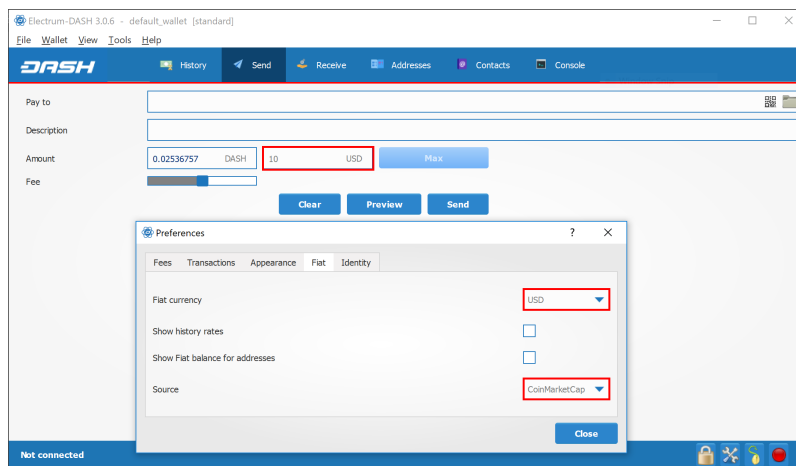 Electrum-DASH 3.0.6 - default_wallet [standard]
File Wallet View Tools Help
DASH History Send Receive Addresses Contacts Console
Pay to
Description
Amount 0.02536757 DASH 10 USD Max
Fee
Clear Preview Send
Preferences ?
Fees Transactions Appearance Fiat Identity
Fiat currency USD
Show history rates
Show Fiat balance for addresses
Source CoinMarketCap
Close
Not connected